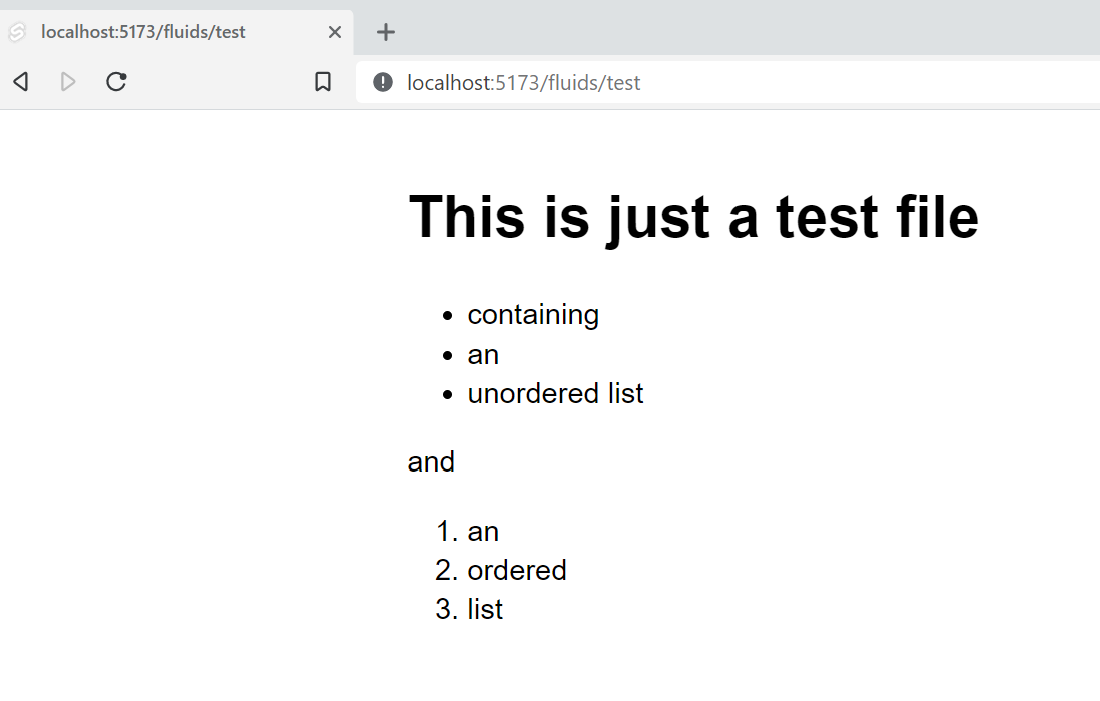 localhost:5173/fluids/test
localhost:5173/fluids/test
This is just a test file
• containing
• an
• unordered list
and
1. an
2. ordered
3. list